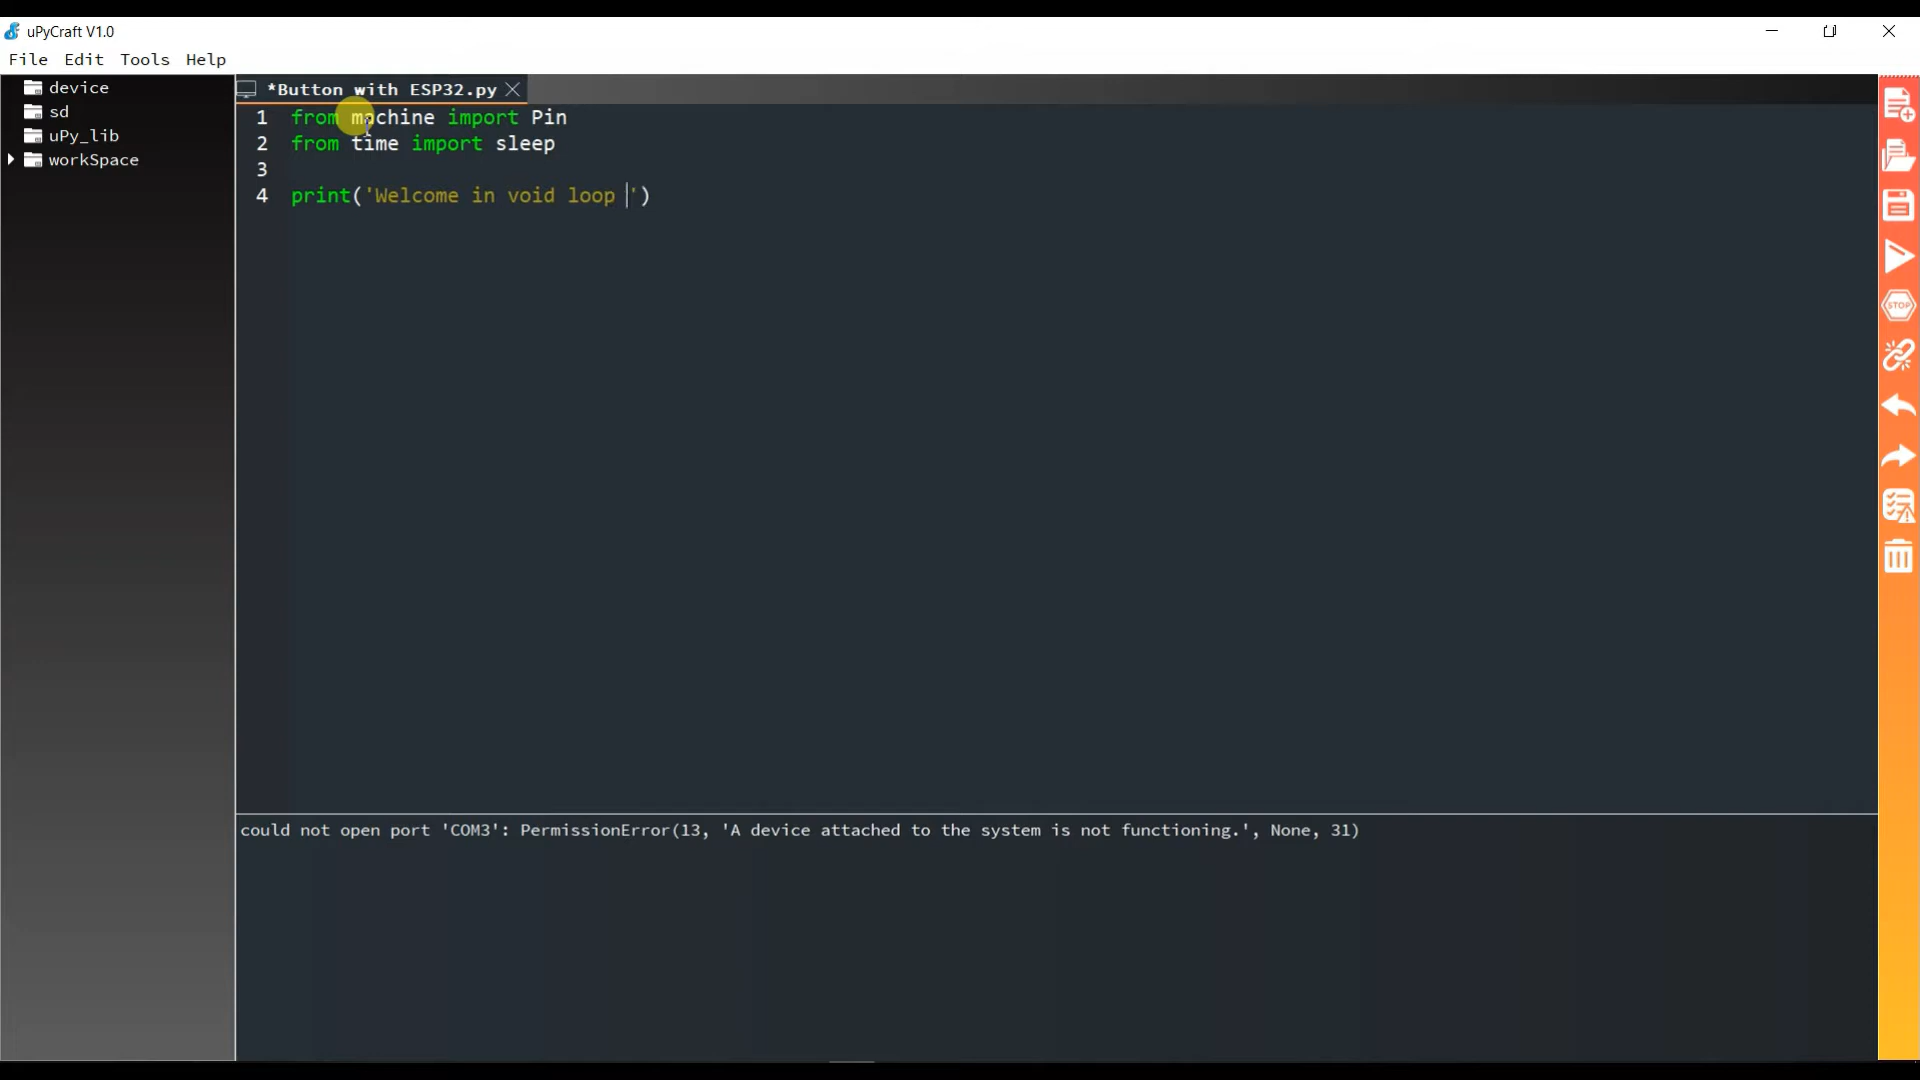 uPyCraft V1.0
File Edit Tools Help
device
sd
uPy_lib
workSpace
*Button with ESP32.py
1 from machine import Pin
2 from time import sleep
3
4 print('Welcome in void loop ')
STOP
could not open port 'COM3': PermissionError(13, 'A device attached to the system is not functioning.', None, 31)